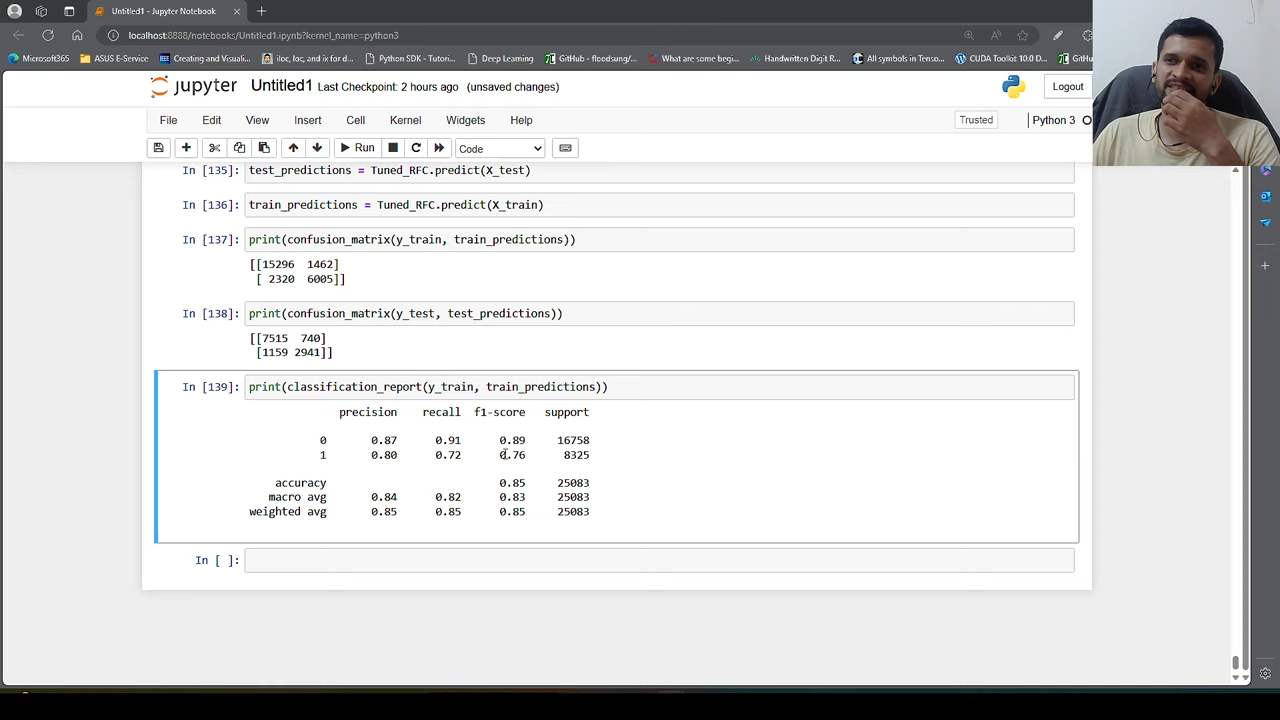 Untitled1 - Jupyter Notebook
localhost:8888/notebooks/Untitled1.ipynb?kernel_name=python3
Microsoft365 ASUS E-Service Creating and Visuali... iloc, loc, and ix for d... Python SDK - Tutori... Deep Learning GitHub - floodsung/... What are some begi... Handwritten Digit R... All symbols in Tenso... CUDA Toolkit 10.0 D... GitHu
jupyter Untitled1 Last Checkpoint: 2 hours ago (unsaved changes) Logout
File Edit View Insert Cell Kernel Widgets Help Trusted Python 3
Run Code
In [135]: test_predictions = Tuned_RFC.predict(X_test)
In [136]: train_predictions = Tuned_RFC.predict(X_train)
In [137]: print(confusion_matrix(y_train, train_predictions))
[[15296 1462]
[ 2320 6005]]
In [138]: print(confusion_matrix(y_test, test_predictions))
[[7515 740]
[1159 2941]]
In [139]: print(classification_report(y_train, train_predictions))
precision recall f1-score support
0 0.87 0.91 0.89 16758
1 0.80 0.72 0.76 8325
accuracy 0.85 25083
macro avg 0.84 0.82 0.83 25083
weighted avg 0.85 0.85 0.85 25083
In [ ]: